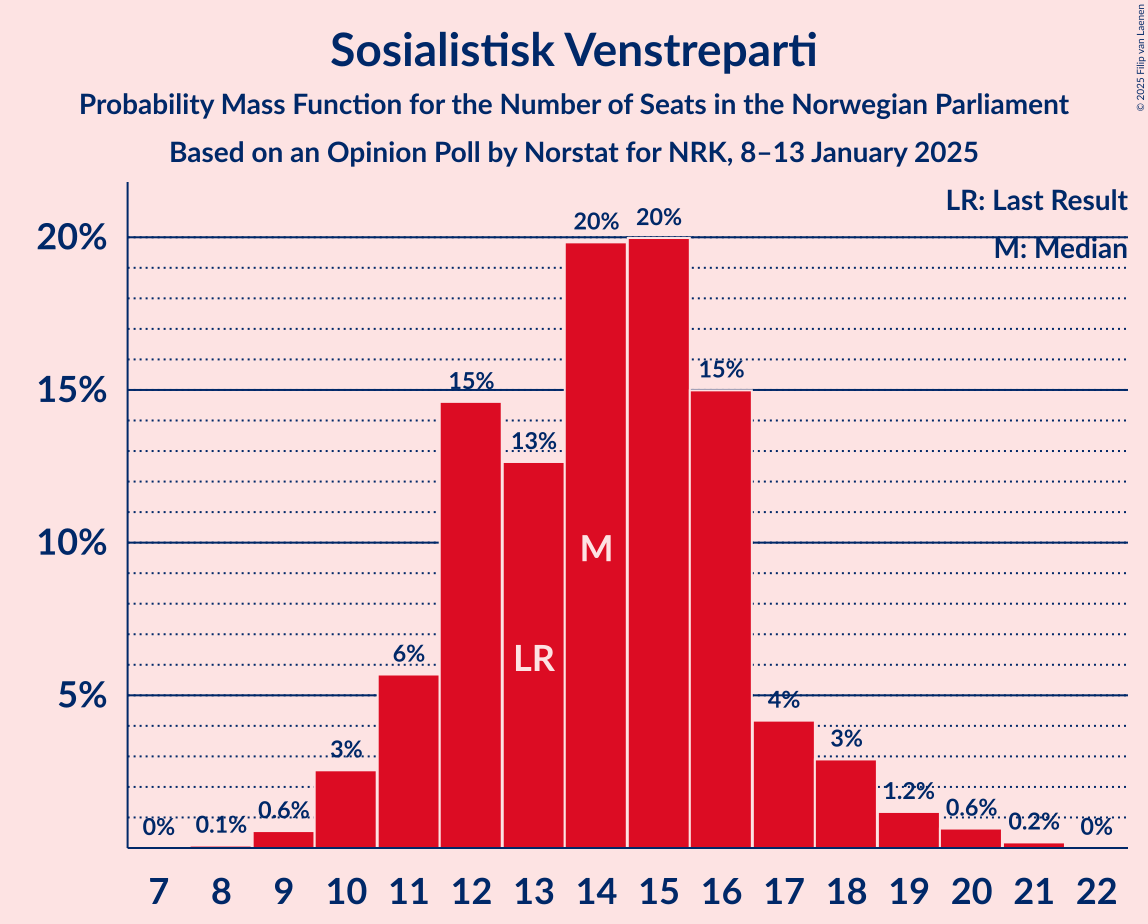 Sosialistisk Venstreparti
Probability Mass Function for the Number of Seats in the Norwegian Parliament
Based on an Opinion Poll by Norstat for NRK, 8–13 January 2025
© 2025 Filip van Laenen
LR: Last Result
M: Median
20%
15%
10%
5%
0%
0.1%
0.6%
3%
6%
15%
13%
20%
20%
15%
4%
3%
1.2%
0.6%
0.2%
0%
M
LR
7 8 9 10 11 12 13 14 15 16 17 18 19 20 21 22